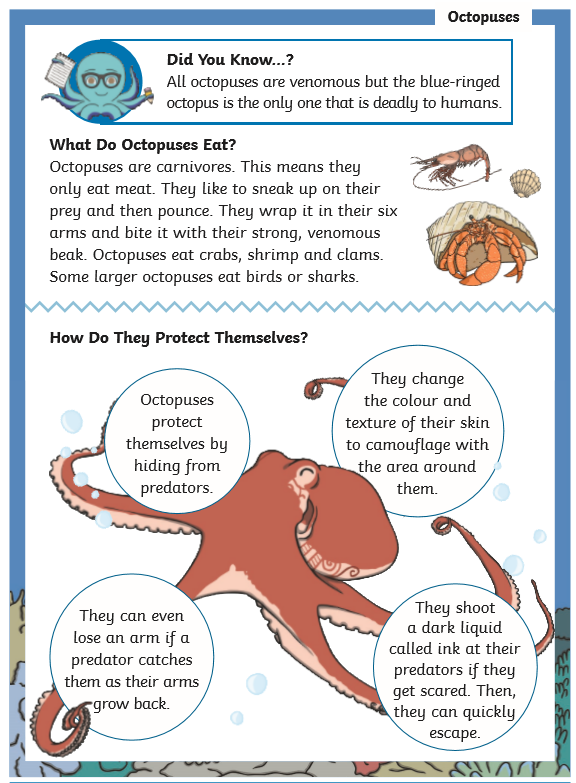 Octopuses
Did You Know...?
All octopuses are venomous but the blue-ringed
octopus is the only one that is deadly to humans.
What Do Octopuses Eat?
Octopuses are carnivores. This means they
only eat meat. They like to sneak up on their
prey and then pounce. They wrap it in their six
arms and bite it with their strong, venomous
beak. Octopuses eat crabs, shrimp and clams.
Some larger octopuses eat birds or sharks.
How Do They Protect Themselves?
Octopuses
protect
themselves by
hiding from
predators.
They change
the colour and
texture of their skin
to camouflage with
the area around
them.
They can even
lose an arm if a
predator catches
them as their arms
grow back.
They shoot
a dark liquid
called ink at their
predators if they
get scared. Then,
they can quickly
escape.